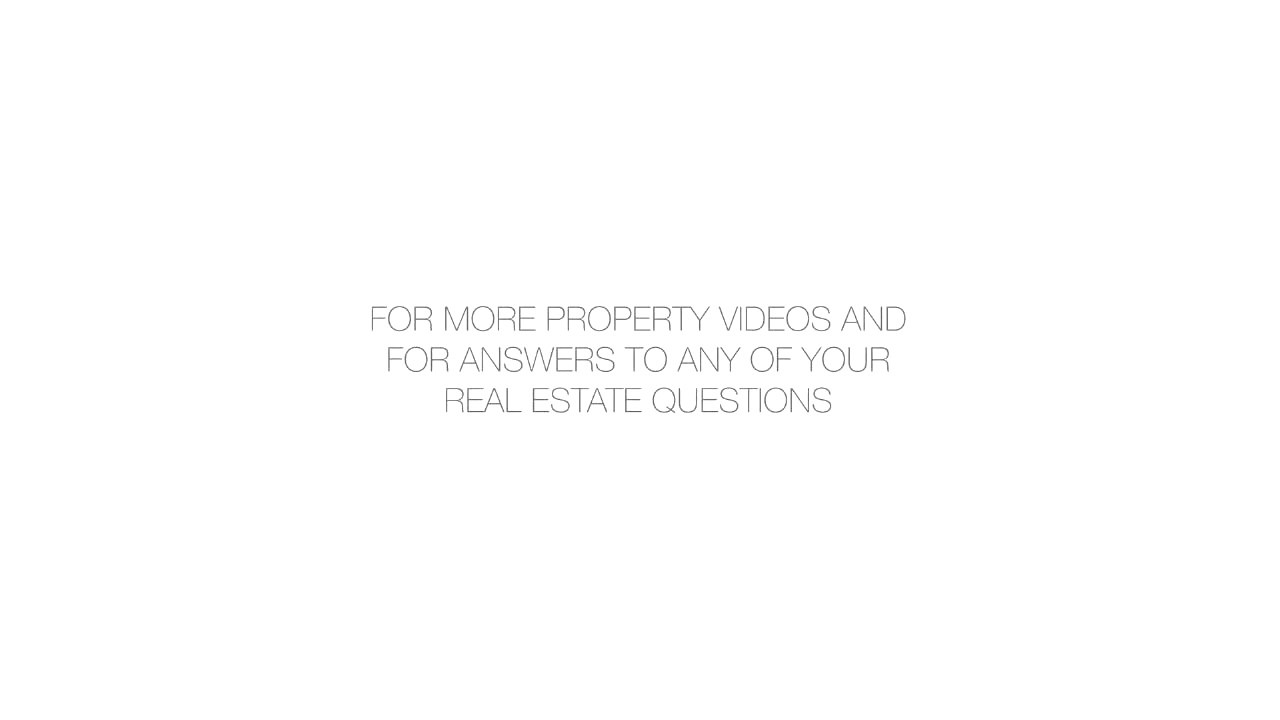 FOR MORE PROPERTY VIDEOS AND
FOR ANSWERS TO ANY OF YOUR
REAL ESTATE QUESTIONS